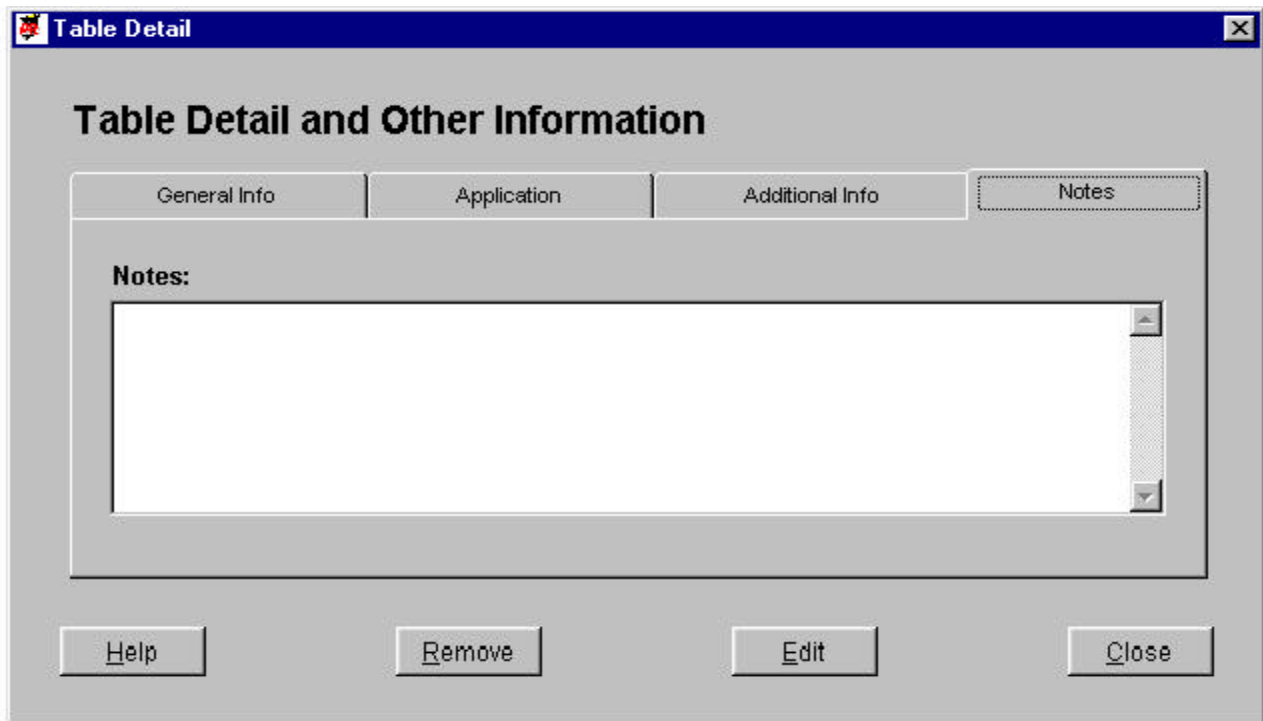 Table Detail
Table Detail and Other Information
General Info
Application
Additional Info
Notes
Notes:
Help
Remove
Edit
Close